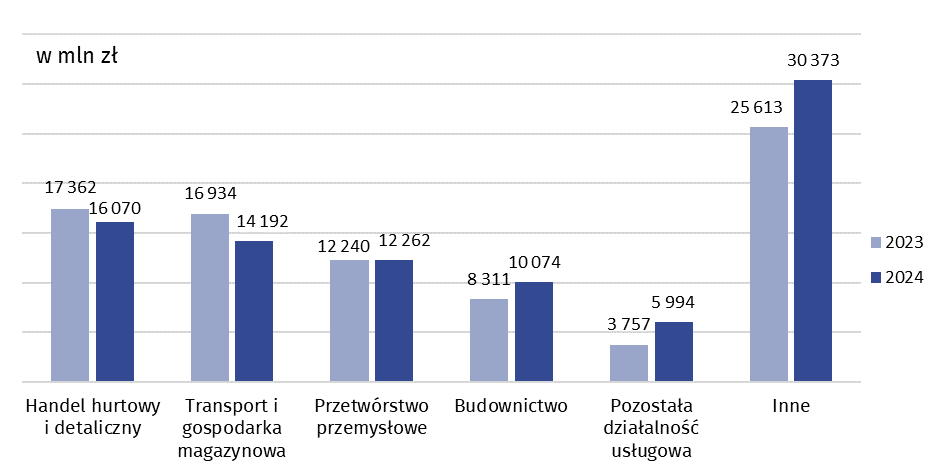 w mln zł
17 362
16 070
16 934
14 192
12 240
12 262
8 311
10 074
3 757
5 994
25 613
30 373
2023
2024
Handel hurtowy
i detaliczny
Transport i
gospodarka
magazynowa
Przetwórstwo
przemysłowe
Budownictwo
Pozostała
działalność
usługowa
Inne